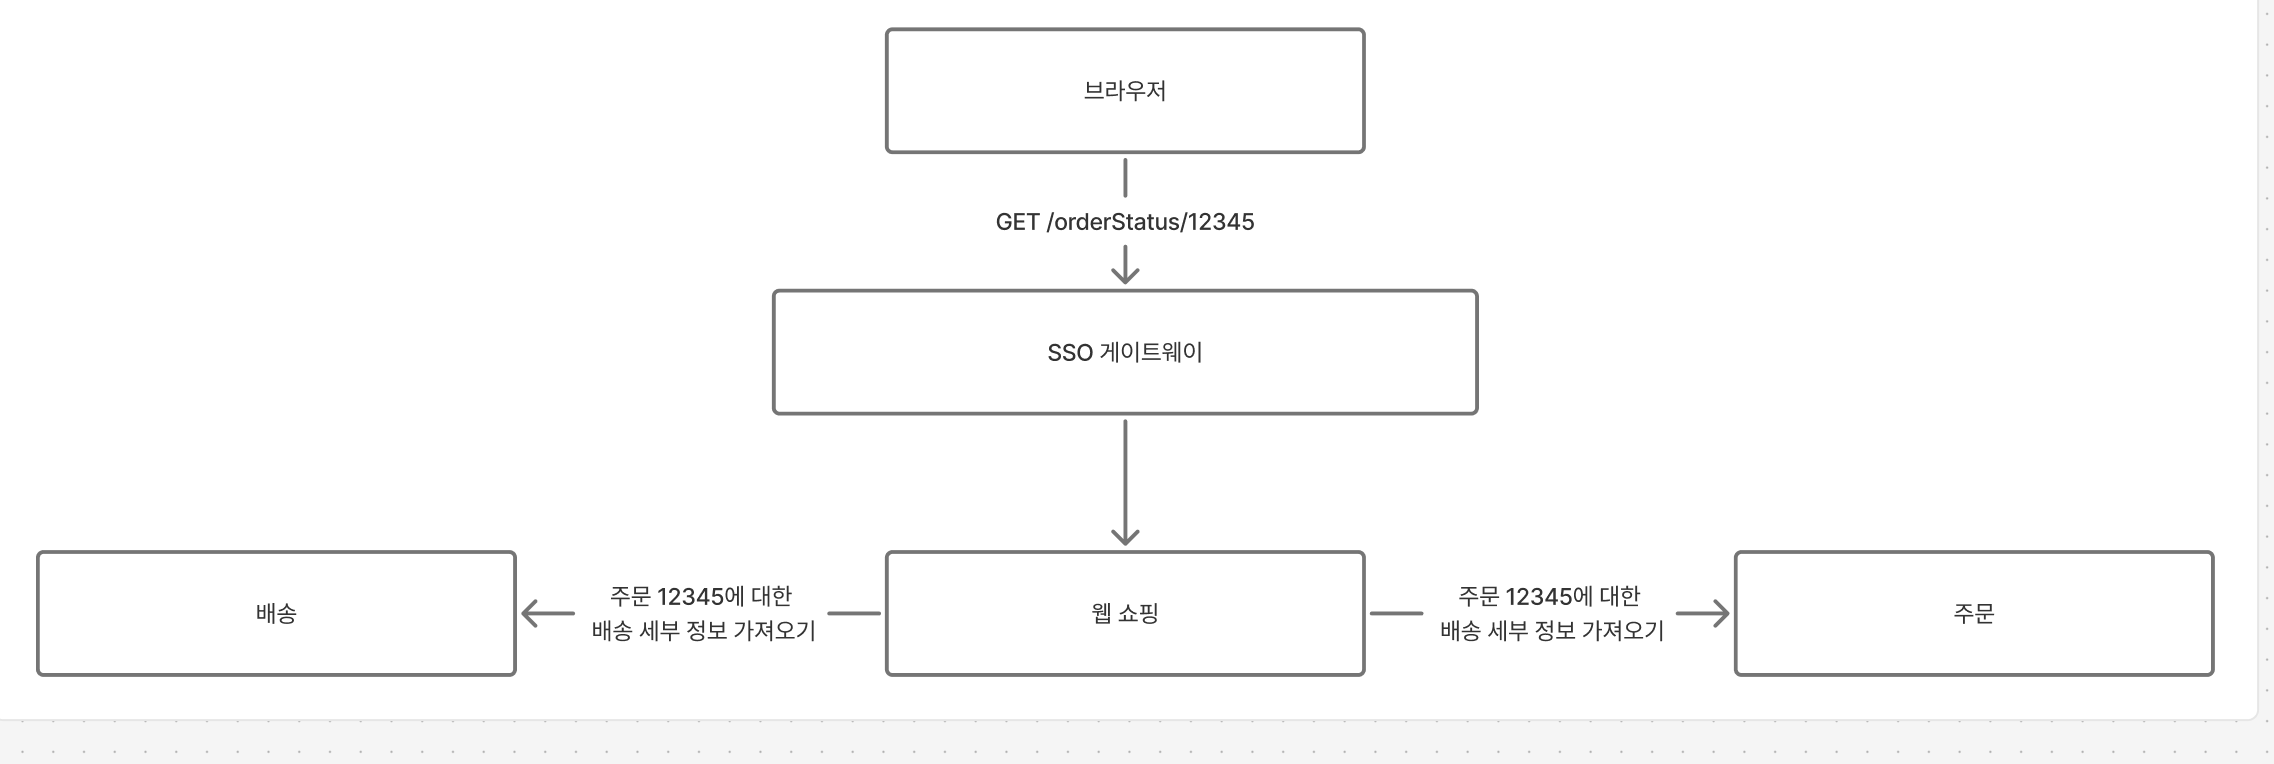 브라우저
GET /orderStatus/12345
SSO 게이트웨이
배송
주문 12345에 대한
배송 세부 정보 가져오기
웹 쇼핑
주문 12345에 대한
배송 세부 정보 가져오기
주문